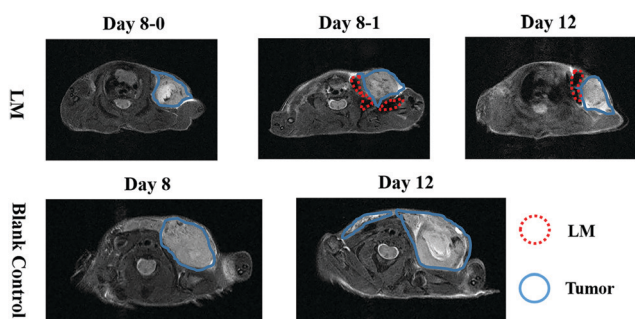 Day 8-0
Day 8-1
Day 12
LM
Day 8
Day 12
Blank Control
LM
Tumor